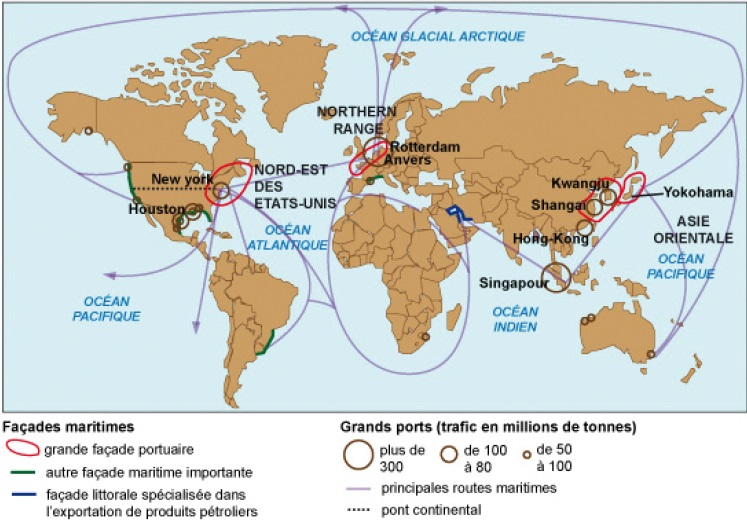 OCÉAN GLACIAL ARCTIQUE
NORTHERN
RANGE
Rotterdam
Anvers
New york
NORD-EST
DES
ETATS-UNIS
Houston
Kwangju
Shangai
Yokohama
ASIE
ORIENTALE
Hong-Kong
OCÉAN
ATLANTIQUE
OCÉAN
PACIFIQUE
Singapour
OCÉAN
PACIFIQUE
OCÉAN
INDIEN
Façades maritimes
grande façade portuaire
autre façade maritime importante
façade littorale spécialisée dans
l'exportation de produits pétroliers
Grands ports (trafic en millions de tonnes)
plus de
300
de 100
à 80
de 50
à 100
principales routes maritimes
pont continental